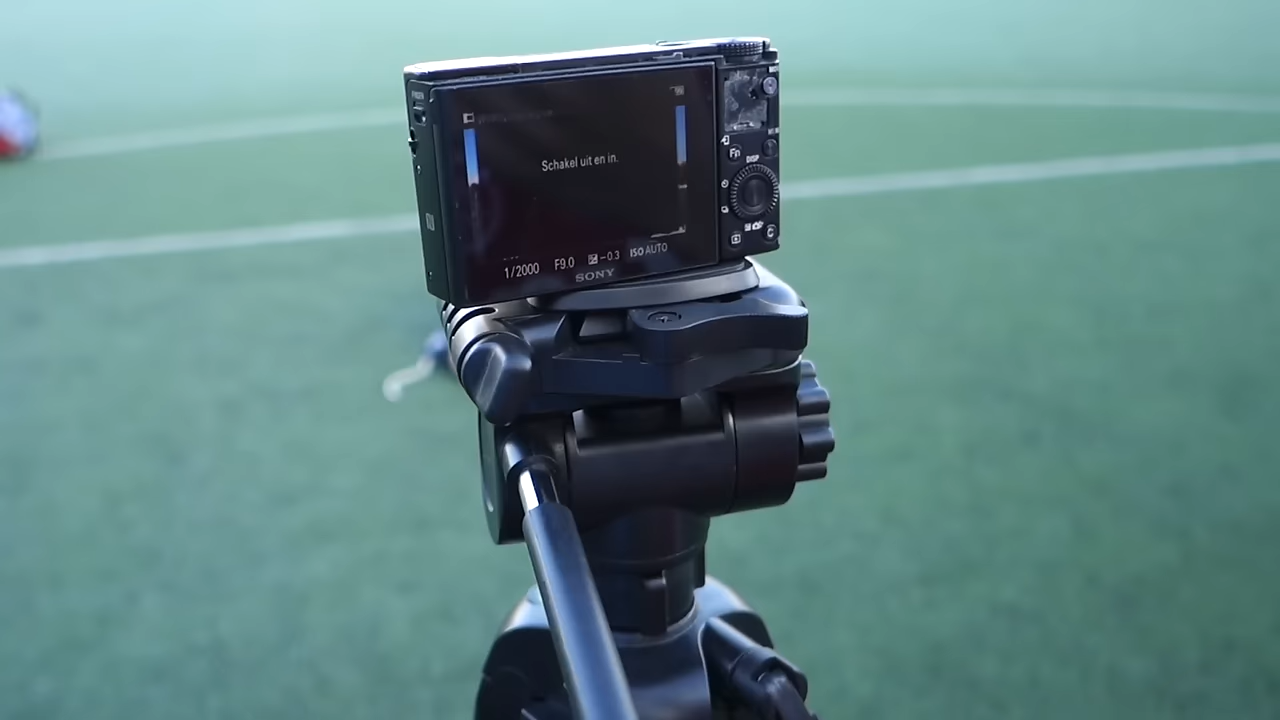 Schakel uit en in.
1/2000 F9.0 -0.3 ISO AUTO
SONY
Fn
DISP
C